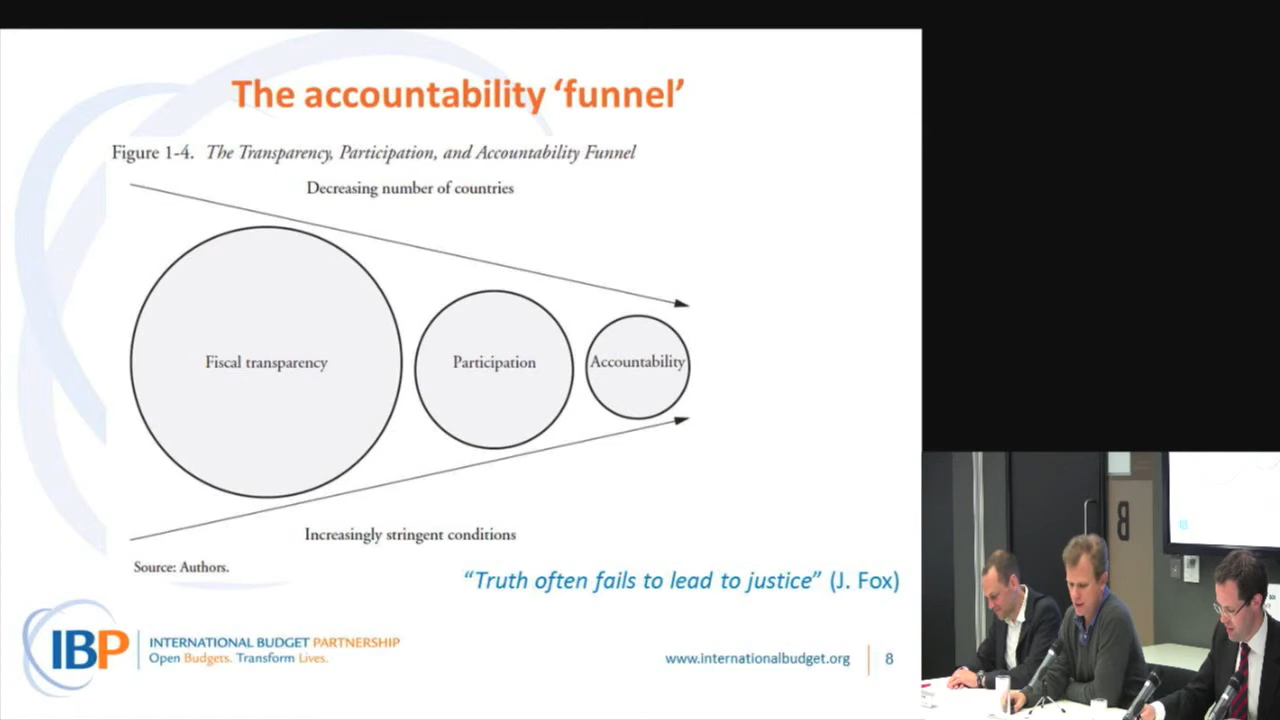 The accountability ‘funnel’
Figure 1-4. The Transparency, Participation, and Accountability Funnel
Decreasing number of countries
Fiscal transparency
Participation
Accountability
Increasingly stringent conditions
Source: Authors.
“Truth often fails to lead to justice” (J. Fox)
IBP
INTERNATIONAL BUDGET PARTNERSHIP
Open Budgets. Transform Lives.
www.internationalbudget.org
8